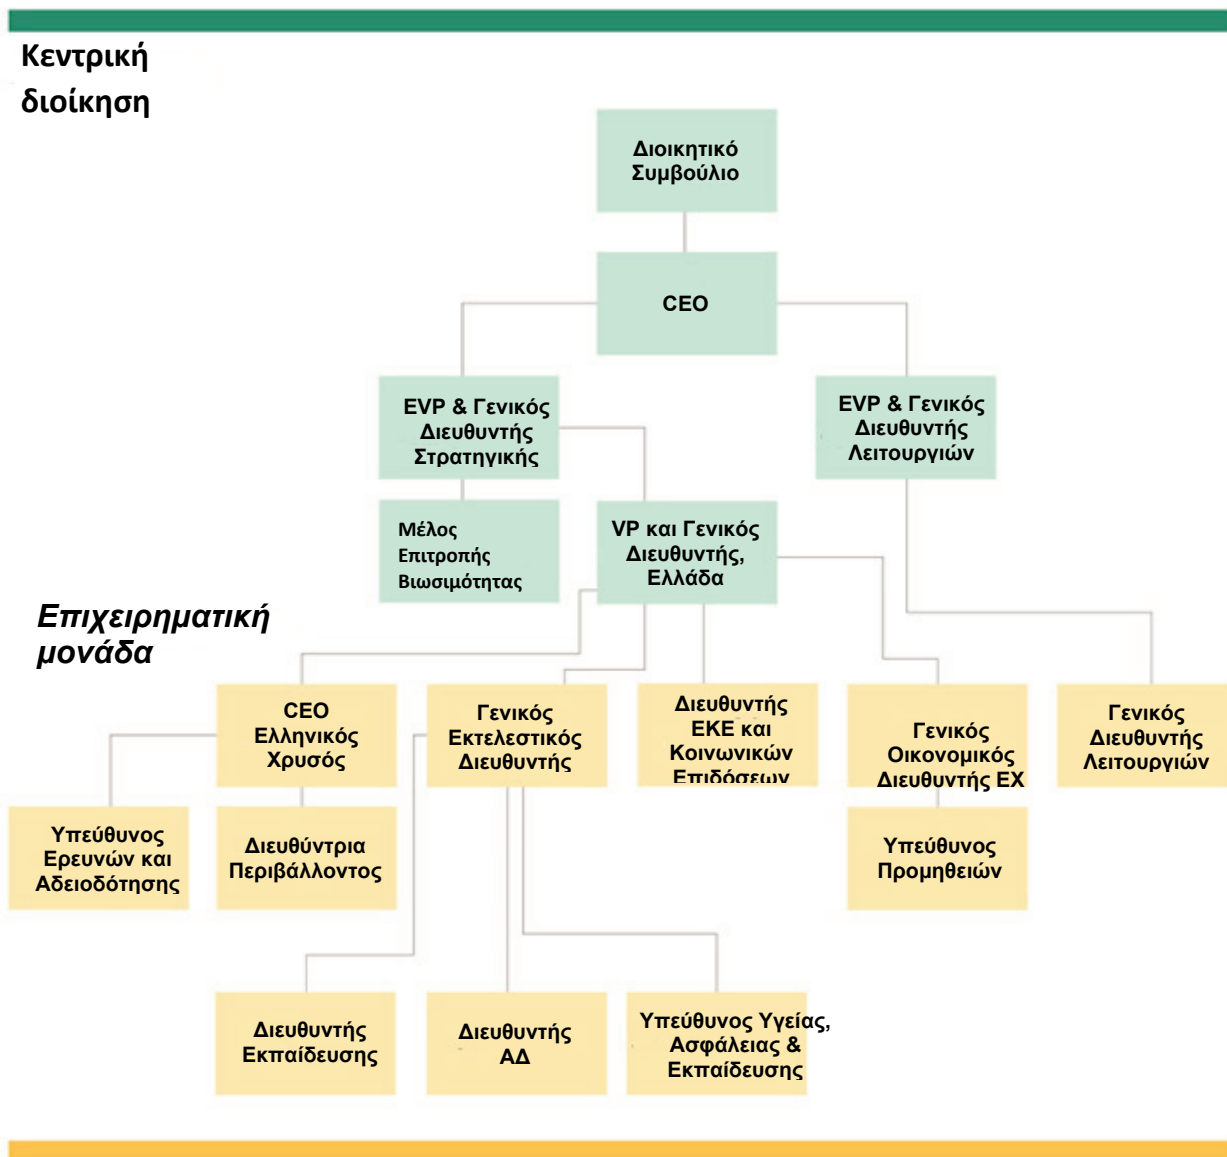 Κεντρική
διοίκηση
Διοικητικό
Συμβούλιο
CEO
EVP & Γενικός
Διευθυντής
Στρατηγικής
EVP & Γενικός
Διευθυντής
Λειτουργιών
Μέλος
Επιτροπής
Βιωσιμότητας
VP και Γενικός
Διευθυντής,
Ελλάδα
Επιχειρηματική
μονάδα
CEO
Ελληνικός
Χρυσός
Γενικός
Εκτελεστικός
Διευθυντής
Διευθυντής
ΕΚΕ και
Κοινωνικών
Επιδόσεων
Γενικός
Οικονομικός
Διευθυντής ΕΧ
Γενικός
Διευθυντής
Λειτουργιών
Υπεύθυνος
Ερευνών και
Αδειοδότησης
Διευθύντρια
Περιβάλλοντος
Υπεύθυνος
Προμηθειών
Διευθυντής
Εκπαίδευσης
Διευθυντής
ΑΔ
Υπεύθυνος Υγείας,
Ασφάλειας &
Εκπαίδευσης